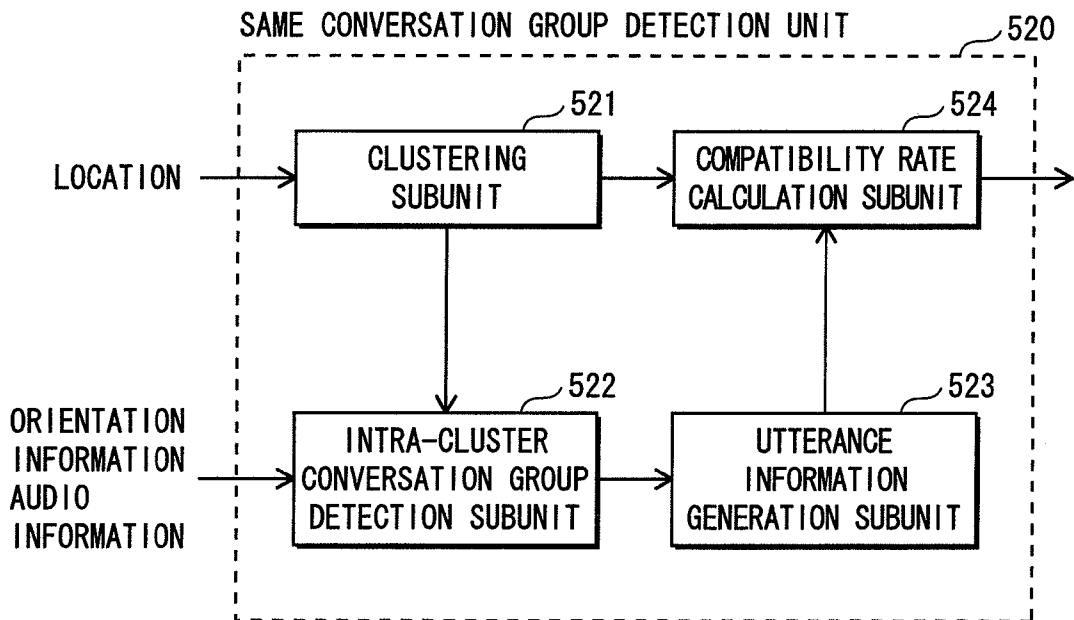 SAME CONVERSATION GROUP DETECTION UNIT
520
521
524
LOCATION
CLUSTERING
SUBUNIT
COMPATIBILITY RATE
CALCULATION SUBUNIT
522
523
ORIENTATION
INFORMATION
AUDIO
INFORMATION
INTRA-CLUSTER
CONVERSATION GROUP
DETECTION SUBUNIT
UTTERANCE
INFORMATION
GENERATION SUBUNIT